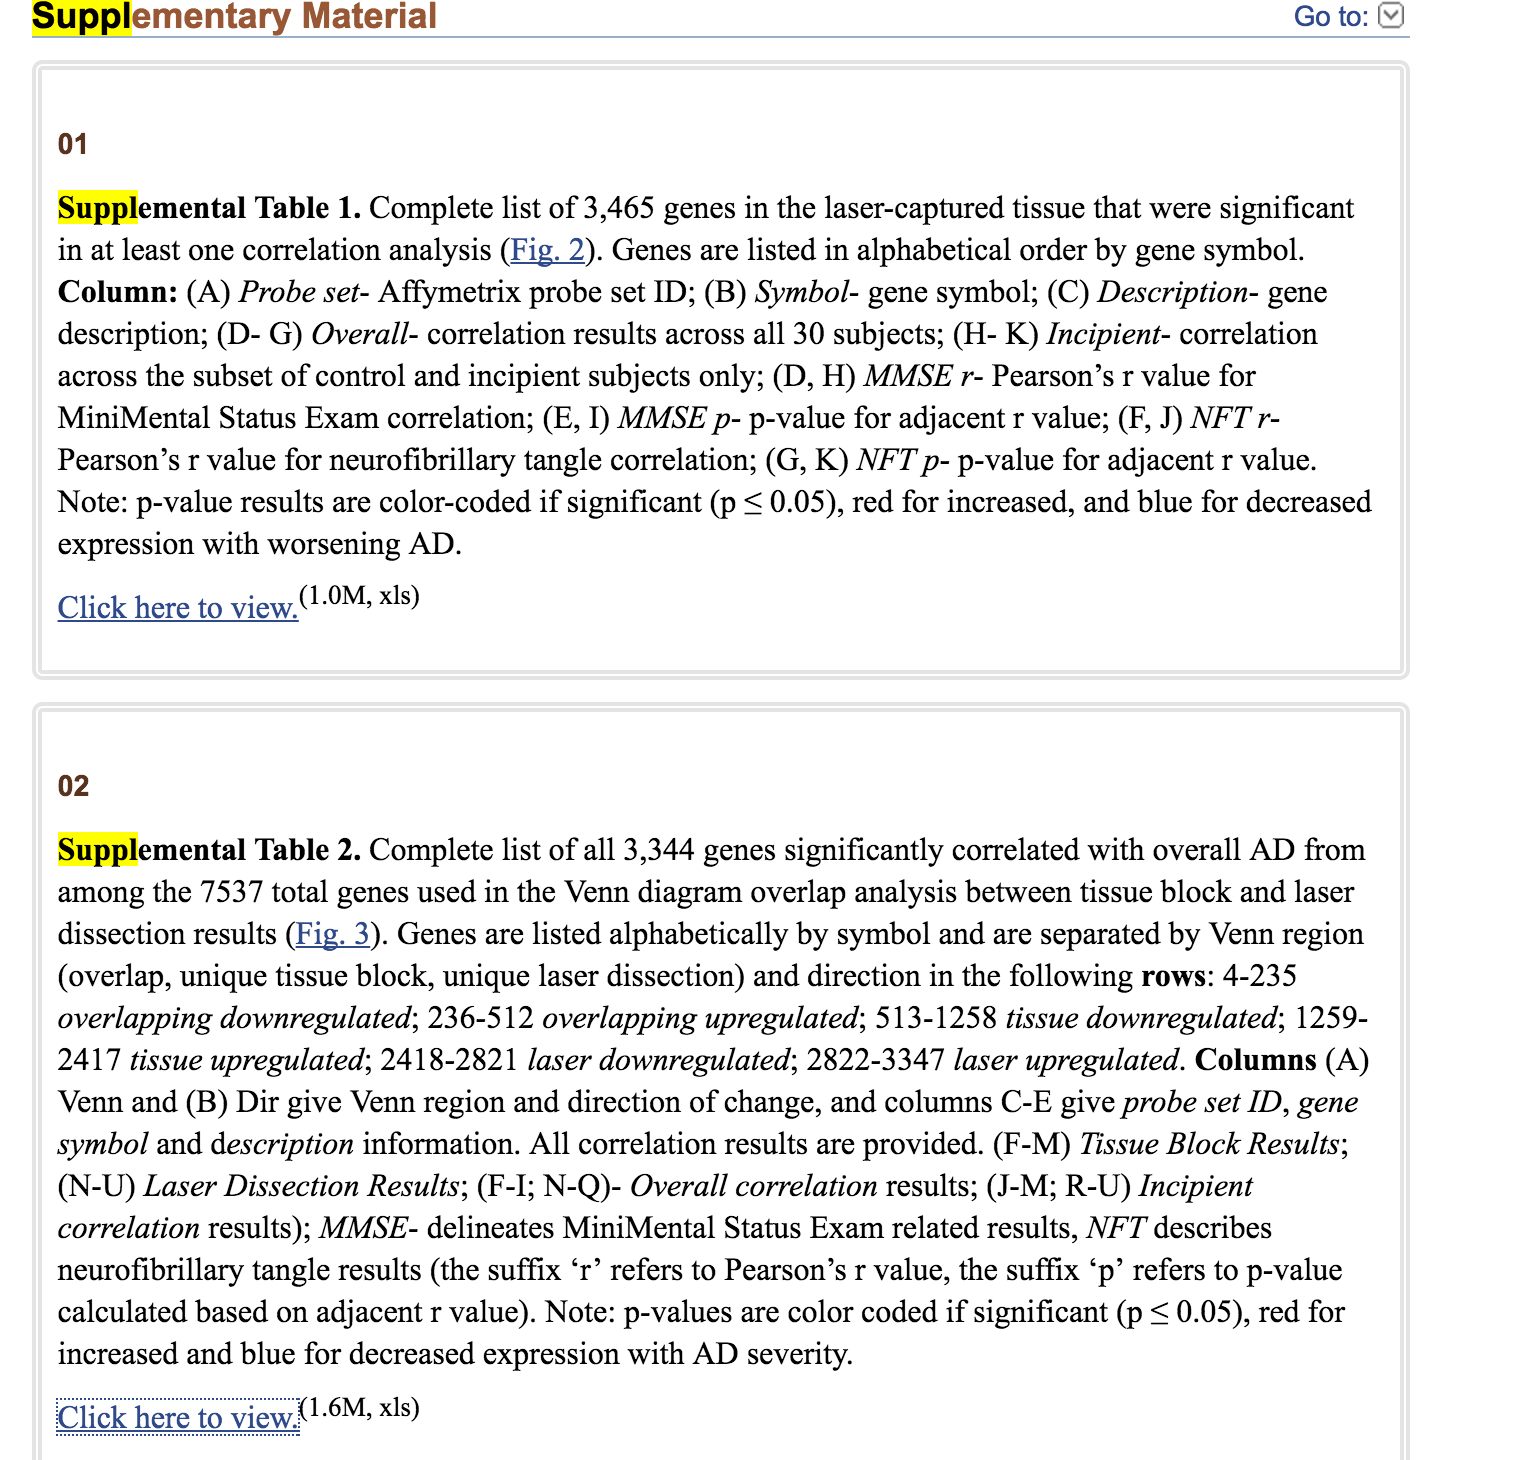 Supplementary Material
Go to:
01
Supplemental Table 1. Complete list of 3,465 genes in the laser-captured tissue that were significant
in at least one correlation analysis (Fig. 2). Genes are listed in alphabetical order by gene symbol.
Column: (A) Probe set- Affymetrix probe set ID; (B) Symbol- gene symbol; (C) Description- gene
description; (D- G) Overall- correlation results across all 30 subjects; (H- K) Incipient- correlation
across the subset of control and incipient subjects only; (D, H) MMSE r- Pearson’s r value for
MiniMental Status Exam correlation; (E, I) MMSE p- p-value for adjacent r value; (F, J) NFT r-
Pearson’s r value for neurofibrillary tangle correlation; (G, K) NFT p- p-value for adjacent r value.
Note: p-value results are color-coded if significant (p ≤ 0.05), red for increased, and blue for decreased
expression with worsening AD.
Click here to view.(1.0M, xls)
02
Supplemental Table 2. Complete list of all 3,344 genes significantly correlated with overall AD from
among the 7537 total genes used in the Venn diagram overlap analysis between tissue block and laser
dissection results (Fig. 3). Genes are listed alphabetically by symbol and are separated by Venn region
(overlap, unique tissue block, unique laser dissection) and direction in the following rows: 4-235
overlapping downregulated; 236-512 overlapping upregulated; 513-1258 tissue downregulated; 1259-
2417 tissue upregulated; 2418-2821 laser downregulated; 2822-3347 laser upregulated. Columns (A)
Venn and (B) Dir give Venn region and direction of change, and columns C-E give probe set ID, gene
symbol and description information. All correlation results are provided. (F-M) Tissue Block Results;
(N-U) Laser Dissection Results; (F-I; N-Q)- Overall correlation results; (J-M; R-U) Incipient
correlation results); MMSE- delineates MiniMental Status Exam related results, NFT describes
neurofibrillary tangle results (the suffix ‘r’ refers to Pearson’s r value, the suffix ‘p’ refers to p-value
calculated based on adjacent r value). Note: p-values are color coded if significant (p ≤ 0.05), red for
increased and blue for decreased expression with AD severity.
Click here to view.(1.6M, xls)